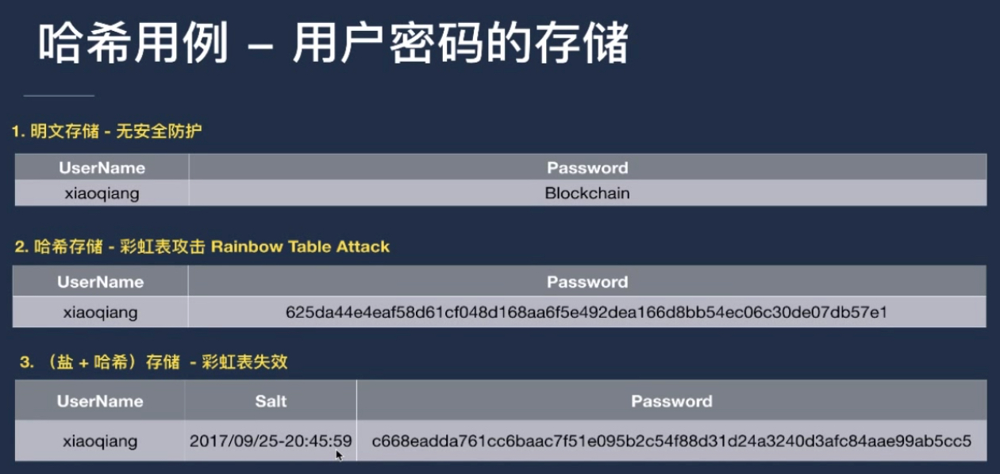 哈希用例 – 用户密码的存储
1. 明文存储 - 无安全防护
UserName Password
xiaoqiang Blockchain
2. 哈希存储 - 彩虹表攻击 Rainbow Table Attack
UserName Password
xiaoqiang 625da44e4eaf58d61cf048d168aa6f5e492dea166d8bb54ec06c30de07db57e1
3. （盐 + 哈希）存储 - 彩虹表失效
UserName Salt Password
xiaoqiang 2017/09/25-20:45:59 c668eadda761cc6baac7f51e095b2c54f88d31d24a3240d3afc84aae99ab5cc5